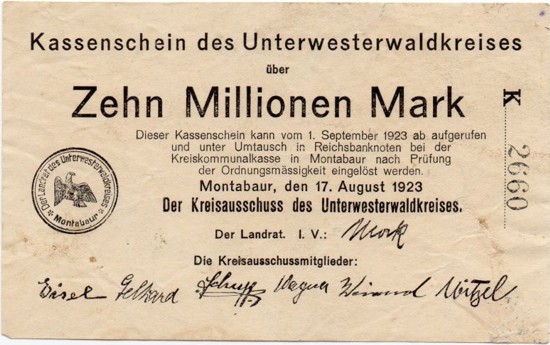 Kassenschein des Unterwesterwaldkreises
über
Zehn Millionen Mark
Dieser Kassenschein kann vom 1. September 1923 ab aufgerufen
und unter Umtausch in Reichsbanknoten bei der
Kreiskommunalkasse in Montabaur nach Prüfung
der Ordnungsmässigkeit eingelöst werden.
Montabaur, den 17. August 1923
Der Kreisausschuss des Unterwesterwaldkreises.
Der Landrat. I. V.:
Die Kreisausschussmitglieder:
Gelhard Wagner
K
2660
Der Landrat des Unterwesterwaldkreises
Montabaur